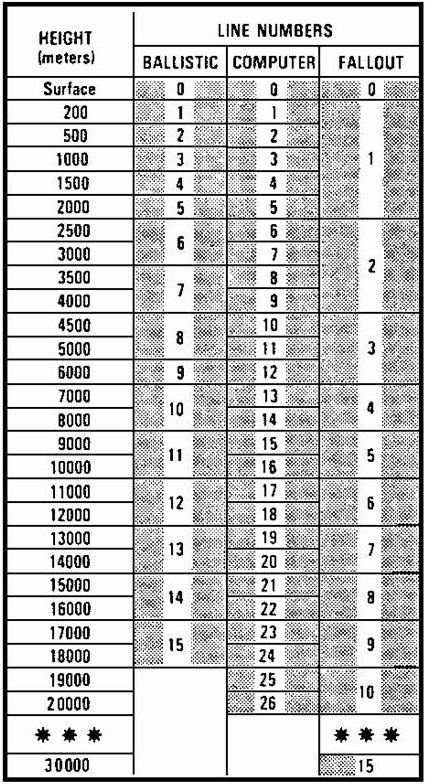 HEIGHT (meters) LINE NUMBERS
BALLISTIC COMPUTER FALLOUT
Surface 0 0 0
200 1 1 1
500 2 2
1000 3 3
1500 4 4
2000 5 5
2500 6 6 2
3000 7
3500 7 8
4000 9
4500 8 10 3
5000 11
6000 9 12
7000 10 13 4
8000 14
9000 11 15 5
10000 16
11000 12 17 6
12000 18
13000 13 19 7
14000 20
15000 14 21 8
16000 22
17000 15 23 9
18000 24
19000 25 10
20000 26
✷ ✷ ✷ ✷ ✷ ✷
30000 15